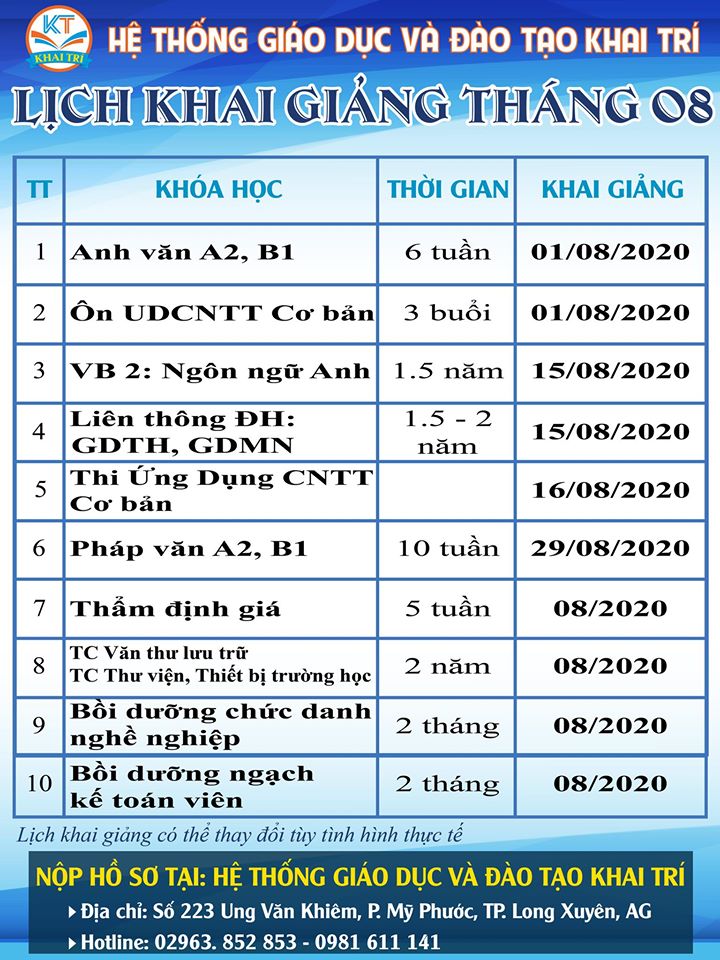 KT
KHAI TRÍ
HỆ THỐNG GIÁO DỤC VÀ ĐÀO TẠO KHAI TRÍ
LỊCH KHAI GIẢNG THÁNG 08
TT KHÓA HỌC THỜI GIAN KHAI GIẢNG
1 Anh văn A2, B1 6 tuần 01/08/2020
2 Ôn UDCNTT Cơ bản 3 buổi 01/08/2020
3 VB 2: Ngôn ngữ Anh 1.5 năm 15/08/2020
4 Liên thông ĐH: 1.5 - 2 15/08/2020
GDTH, GDMN năm
5 Thi Ứng Dụng CNTT 16/08/2020
Cơ bản
6 Pháp văn A2, B1 10 tuần 29/08/2020
7 Thẩm định giá 5 tuần 08/2020
8 TC Văn thư lưu trữ 2 năm 08/2020
TC Thư viện, Thiết bị trường học
9 Bồi dưỡng chức danh 2 tháng 08/2020
nghề nghiệp
10 Bồi dưỡng ngạch 2 tháng 08/2020
kế toán viên
Lịch khai giảng có thể thay đổi tùy tình hình thực tế
NỘP HỒ SƠ TẠI: HỆ THỐNG GIÁO DỤC VÀ ĐÀO TẠO KHAI TRÍ
Địa chỉ: Số 223 Ung Văn Khiêm, P. Mỹ Phước, TP. Long Xuyên, AG
Hotline: 02963. 852 853 - 0981 611 141